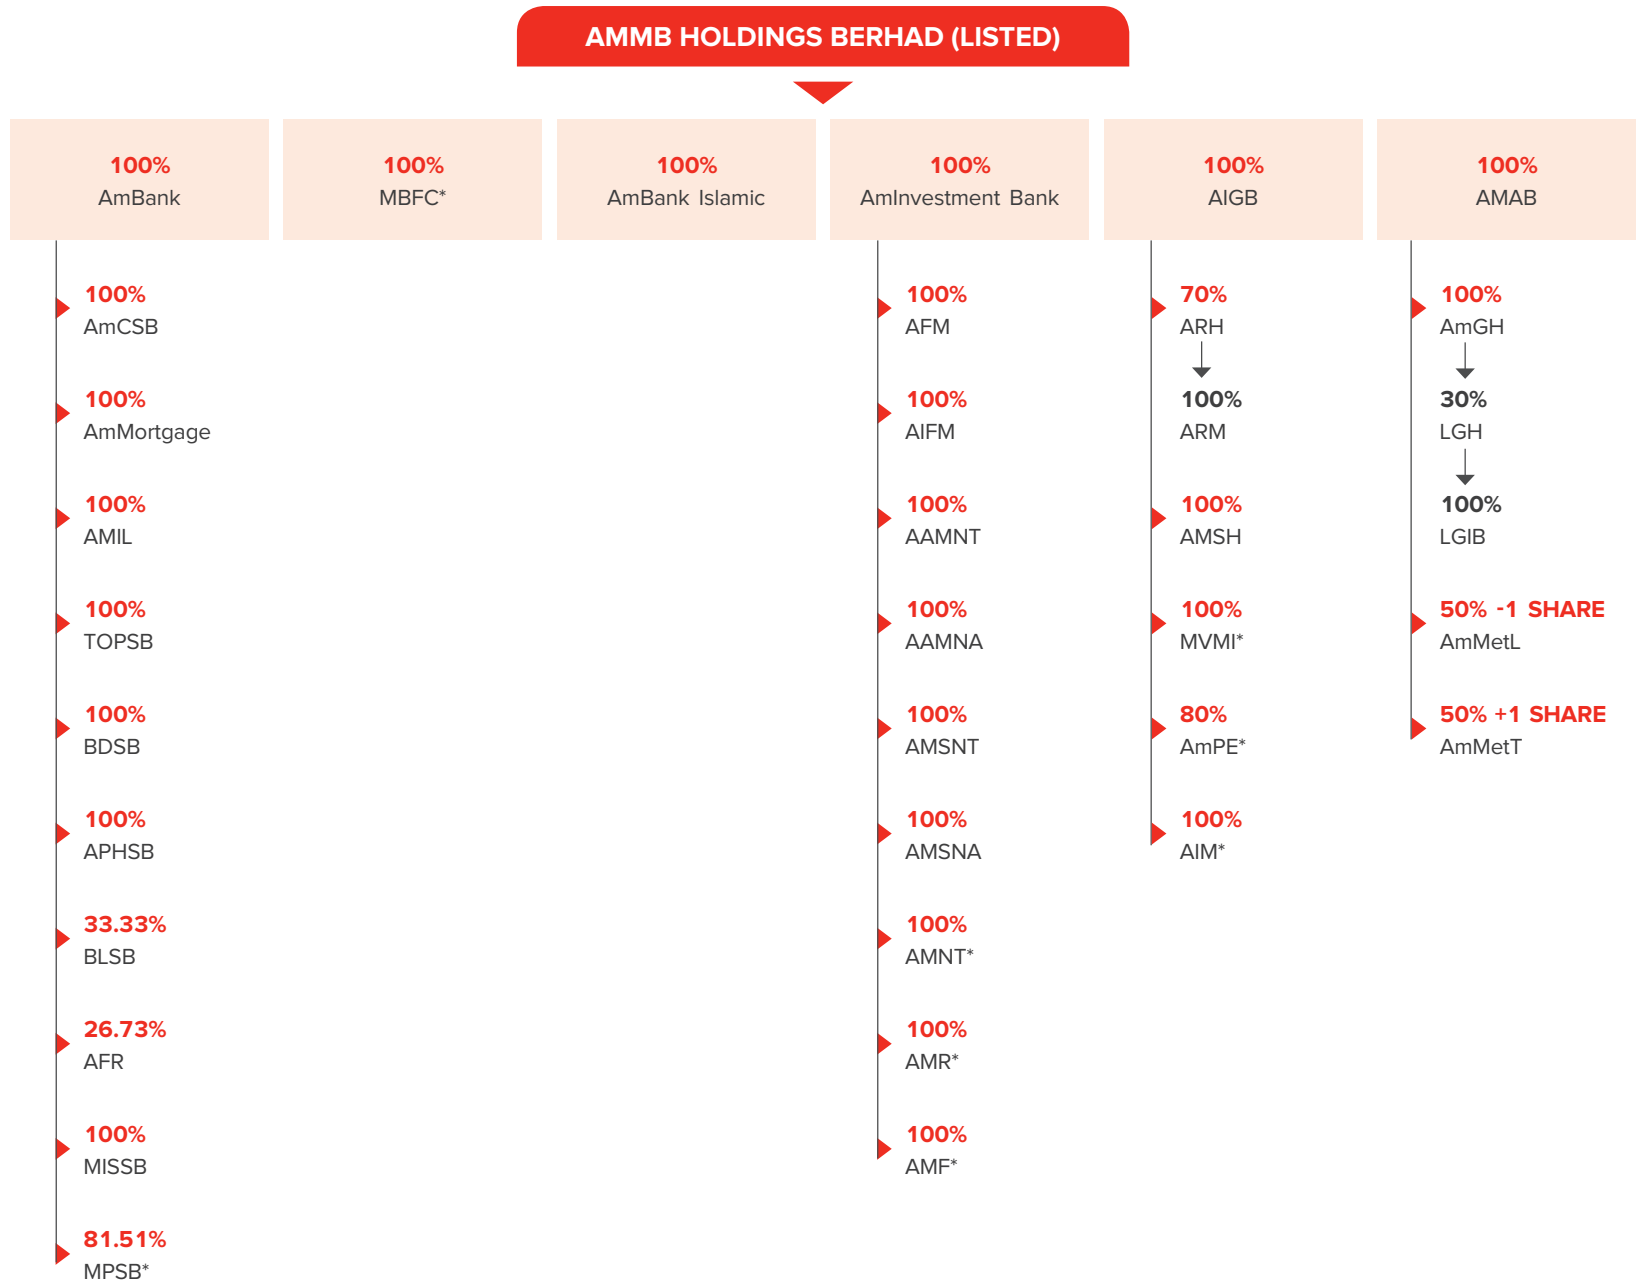 AMMB HOLDINGS BERHAD (LISTED)
100%
AmBank
100%
MBFC*
100%
AmBank Islamic
100%
AmInvestment Bank
100%
AIGB
100%
AMAB
100%
AmCSB
100%
AmMortgage
100%
AMIL
100%
TOPSB
100%
BDSB
100%
APHSB
33.33%
BLSB
26.73%
AFR
100%
MISSB
81.51%
MPSB*
100%
AFM
100%
AIFM
100%
AAMNT
100%
AAMNA
100%
AMSNT
100%
AMSNA
100%
AMNT*
100%
AMR*
100%
AMF*
70%
ARH
100%
ARM
100%
AMSH
100%
MVMI*
80%
AmPE*
100%
AIM*
100%
AmGH
30%
LGH
100%
LGIB
50% -1 SHARE
AmMetL
50% +1 SHARE
AmMetT